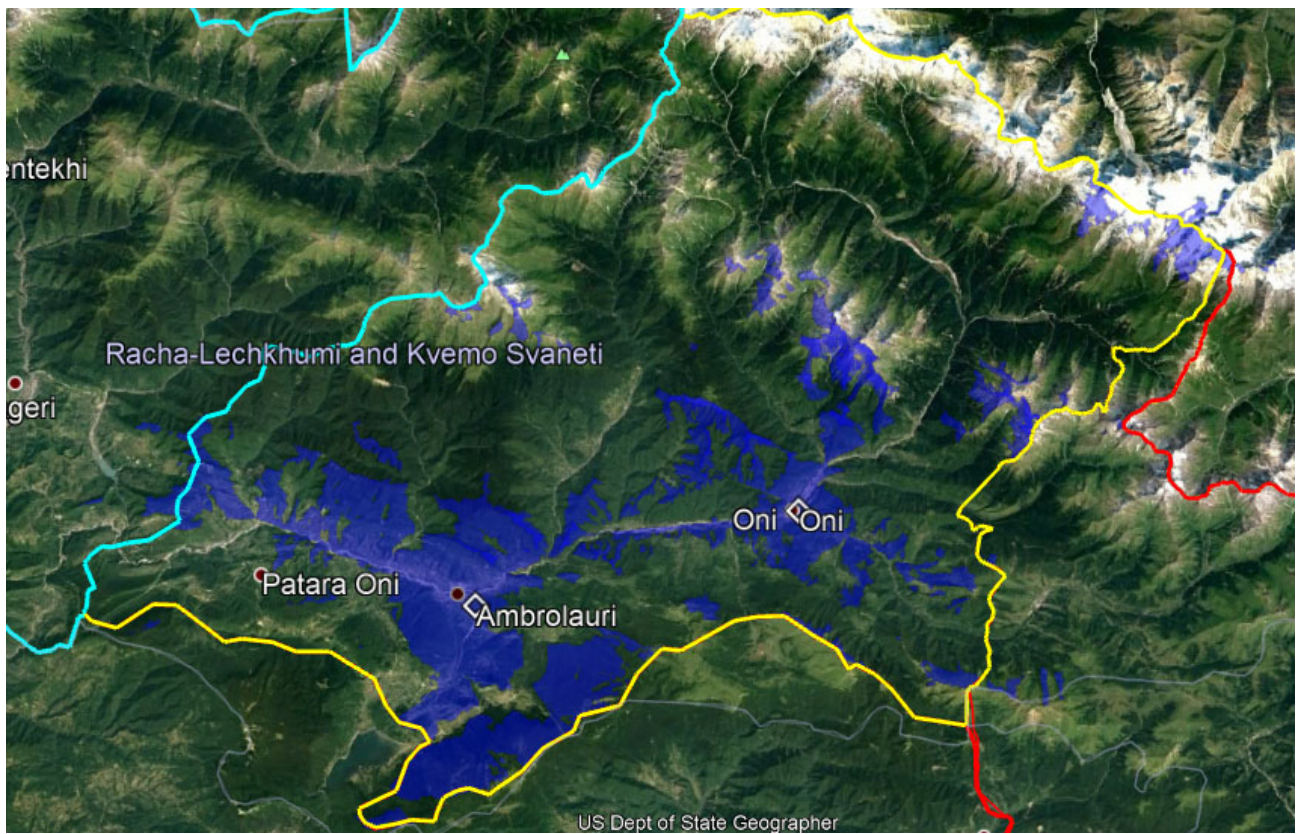 entekhi
Racha-Lechkhumi and Kvemo Svaneti
geri
Oni Oni
Patara Oni
Ambrolauri
US Dept of State Geographer